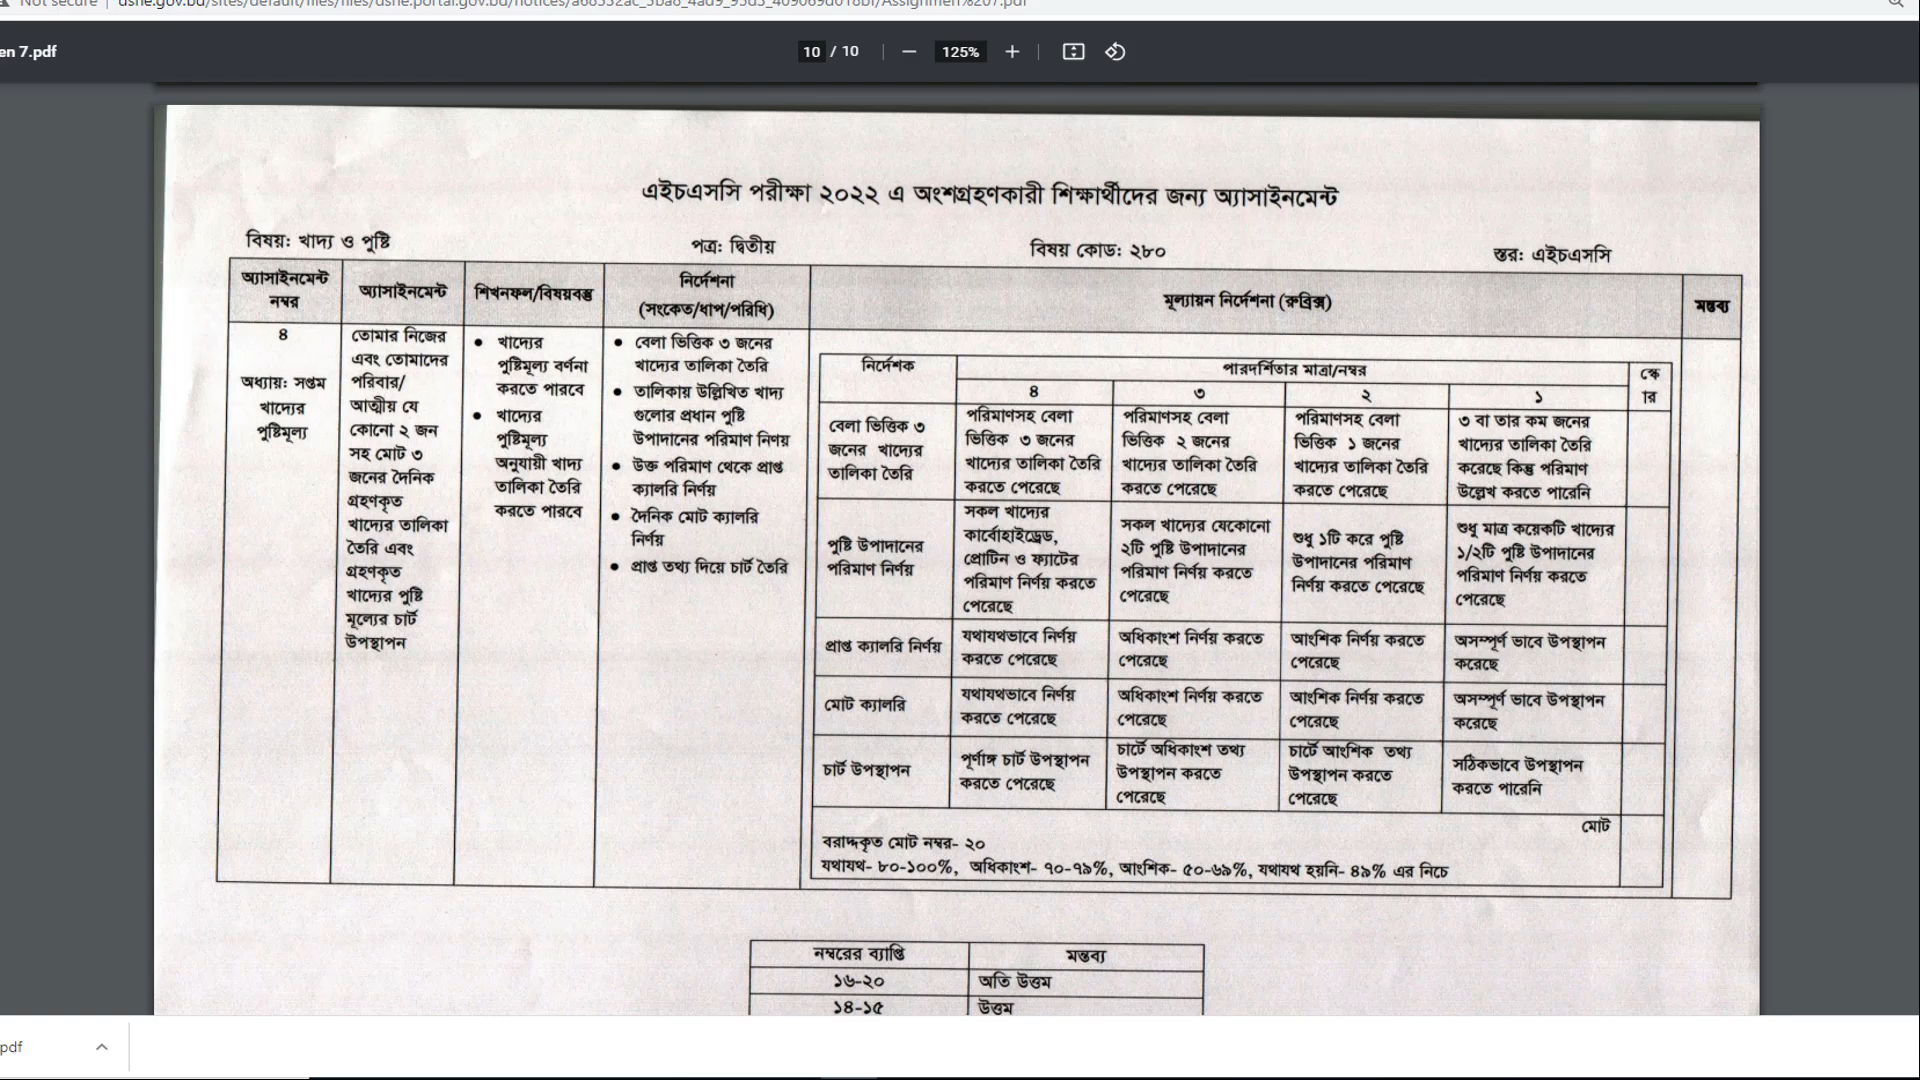 Not secure | dshe.gov.bd/sites/default/files/files/dshe.portal.gov.bd/notices/
en 7.pdf
10 / 10
125%
এইচএসসি পরীক্ষা ২০২২ এ অংশগ্রহণকারী শিক্ষার্থীদের জন্য অ্যাসাইনমেন্ট
বিষয়: খাদ্য ও পুষ্টি
পত্র: দ্বিতীয়
বিষয় কোড: ২৮০
স্তর: এইচএসসি
অ্যাসাইনমেন্ট
নম্বর
অ্যাসাইনমেন্ট
শিখনফল/বিষয়বস্তু
নির্দেশনা
(সংকেত/ধাপ/পরিধি)
মূল্যায়ন নির্দেশনা (রুব্রিক্স)
মন্তব্য
৪
অধ্যায়: সপ্তম
খাদ্যের
পুষ্টিমূল্য
তোমার নিজের
এবং তোমাদের
পরিবার/
আত্মীয় যে
কোনো ২ জন
সহ মোট ৩
জনের দৈনিক
গ্রহণকৃত
খাদ্যের তালিকা
তৈরি এবং
গ্রহণকৃত
খাদ্যের পুষ্টি
মূল্যের চার্ট
উপস্থাপন
• খাদ্যের
পুষ্টিমূল্য বর্ণনা
করতে পারবে
• খাদ্যের
পুষ্টিমূল্য
অনুযায়ী খাদ্য
তালিকা তৈরি
করতে পারবে
• বেলা ভিত্তিক ৩ জনের
খাদ্যের তালিকা তৈরি
• তালিকায় উল্লিখিত খাদ্য
গুলোর প্রধান পুষ্টি
উপাদানের পরিমাণ নিণয়
• উক্ত পরিমাণ থেকে প্রাপ্ত
ক্যালরি নির্ণয়
• দৈনিক মোট ক্যালরি
নির্ণয়
• প্রাপ্ত তথ্য দিয়ে চার্ট তৈরি
নির্দেশক
পারদর্শিতার মাত্রা/নম্বর
স্কে
ার
৪
৩
২
১
বেলা ভিত্তিক ৩
জনের খাদ্যের
তালিকা তৈরি
পরিমাণসহ বেলা
ভিত্তিক ৩ জনের
খাদ্যের তালিকা তৈরি
করতে পেরেছে
পরিমাণসহ বেলা
ভিত্তিক ২ জনের
খাদ্যের তালিকা তৈরি
করতে পেরেছে
পরিমাণসহ বেলা
ভিত্তিক ১ জনের
খাদ্যের তালিকা তৈরি
করতে পেরেছে
৩ বা তার কম জনের
খাদ্যের তালিকা তৈরি
করেছে কিন্তু পরিমাণ
উল্লেখ করতে পারেনি
পুষ্টি উপাদানের
পরিমাণ নির্ণয়
সকল খাদ্যের
কার্বোহাইড্রেড,
প্রোটিন ও ফ্যাটের
পরিমাণ নির্ণয় করতে
পেরেছে
সকল খাদ্যের যেকোনো
২টি পুষ্টি উপাদানের
পরিমাণ নির্ণয় করতে
পেরেছে
শুধু ১টি করে পুষ্টি
উপাদানের পরিমাণ
নির্ণয় করতে পেরেছে
শুধু মাত্র কয়েকটি খাদ্যের
১/২টি পুষ্টি উপাদানের
পরিমাণ নির্ণয় করতে
পেরেছে
প্রাপ্ত ক্যালরি নির্ণয়
যথাযথভাবে নির্ণয়
করতে পেরেছে
অধিকাংশ নির্ণয় করতে
পেরেছে
আংশিক নির্ণয় করতে
পেরেছে
অসম্পূর্ণ ভাবে উপস্থাপন
করেছে
মোট ক্যালরি
যথাযথভাবে নির্ণয়
করতে পেরেছে
অধিকাংশ নির্ণয় করতে
পেরেছে
আংশিক নির্ণয় করতে
পেরেছে
অসম্পূর্ণ ভাবে উপস্থাপন
করেছে
চার্ট উপস্থাপন
পূর্ণাঙ্গ চার্ট উপস্থাপন
করতে পেরেছে
চার্টে অধিকাংশ তথ্য
উপস্থাপন করতে
পেরেছে
চার্টে আংশিক তথ্য
উপস্থাপন করতে
পেরেছে
সঠিকভাবে উপস্থাপন
করতে পারেনি
মোট
বরাদ্দকৃত মোট নম্বর- ২০
যথাযথ- ৮০-১০০%, অধিকাংশ- ৭০-৭৯%, আংশিক- ৫০-৬৯%, যথাযথ হয়নি- ৪৯% এর নিচে
নম্বরের ব্যাপ্তি
মন্তব্য
১৬-২০
অতি উত্তম
১৪-১৫
উত্তম
pdf